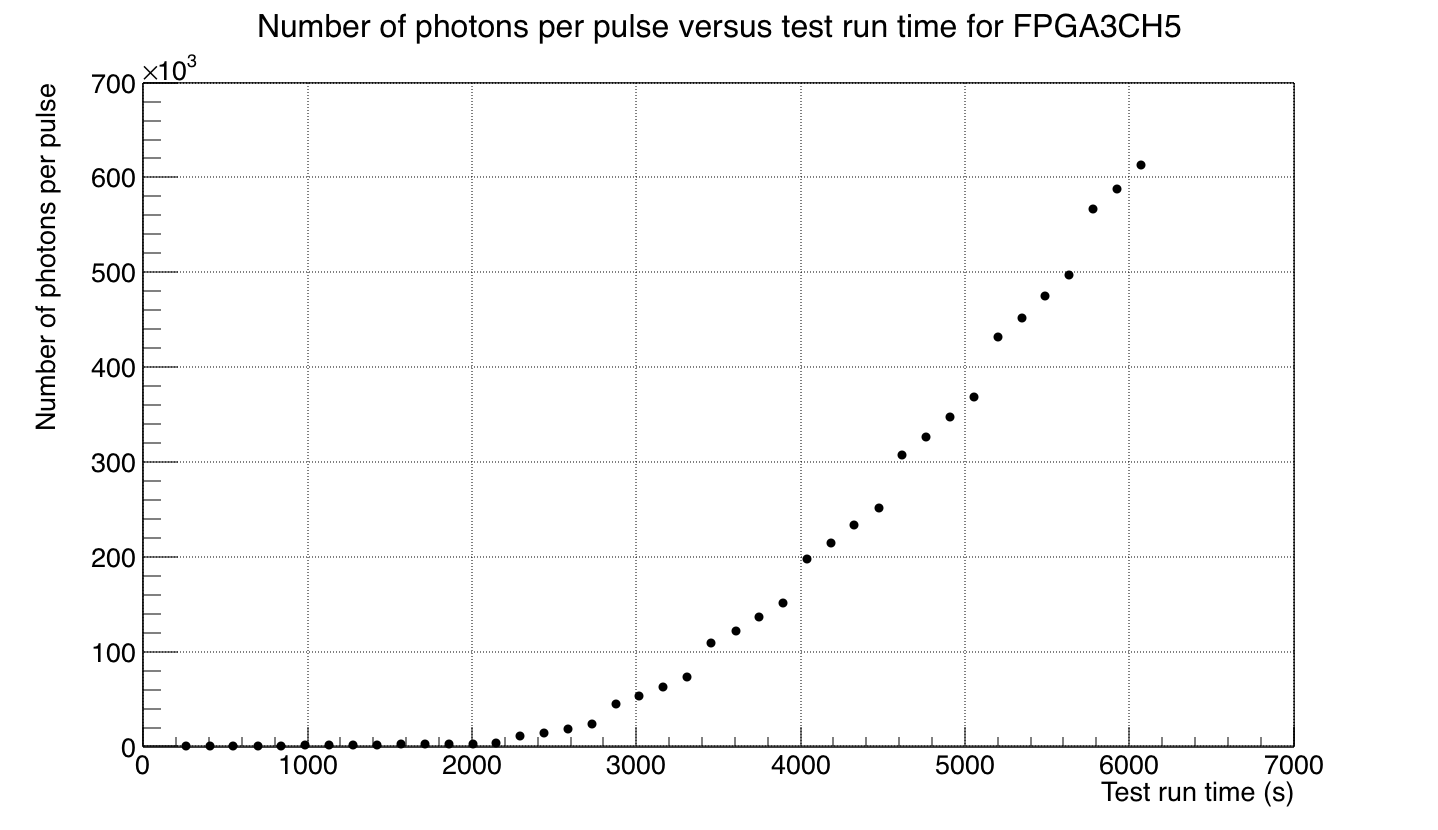 Number of photons per pulse versus test run time for FPGA3CH5
×10³
Number of photons per pulse
700
600
500
400
300
200
100
0
0 1000 2000 3000 4000 5000 6000 7000
Test run time (s)